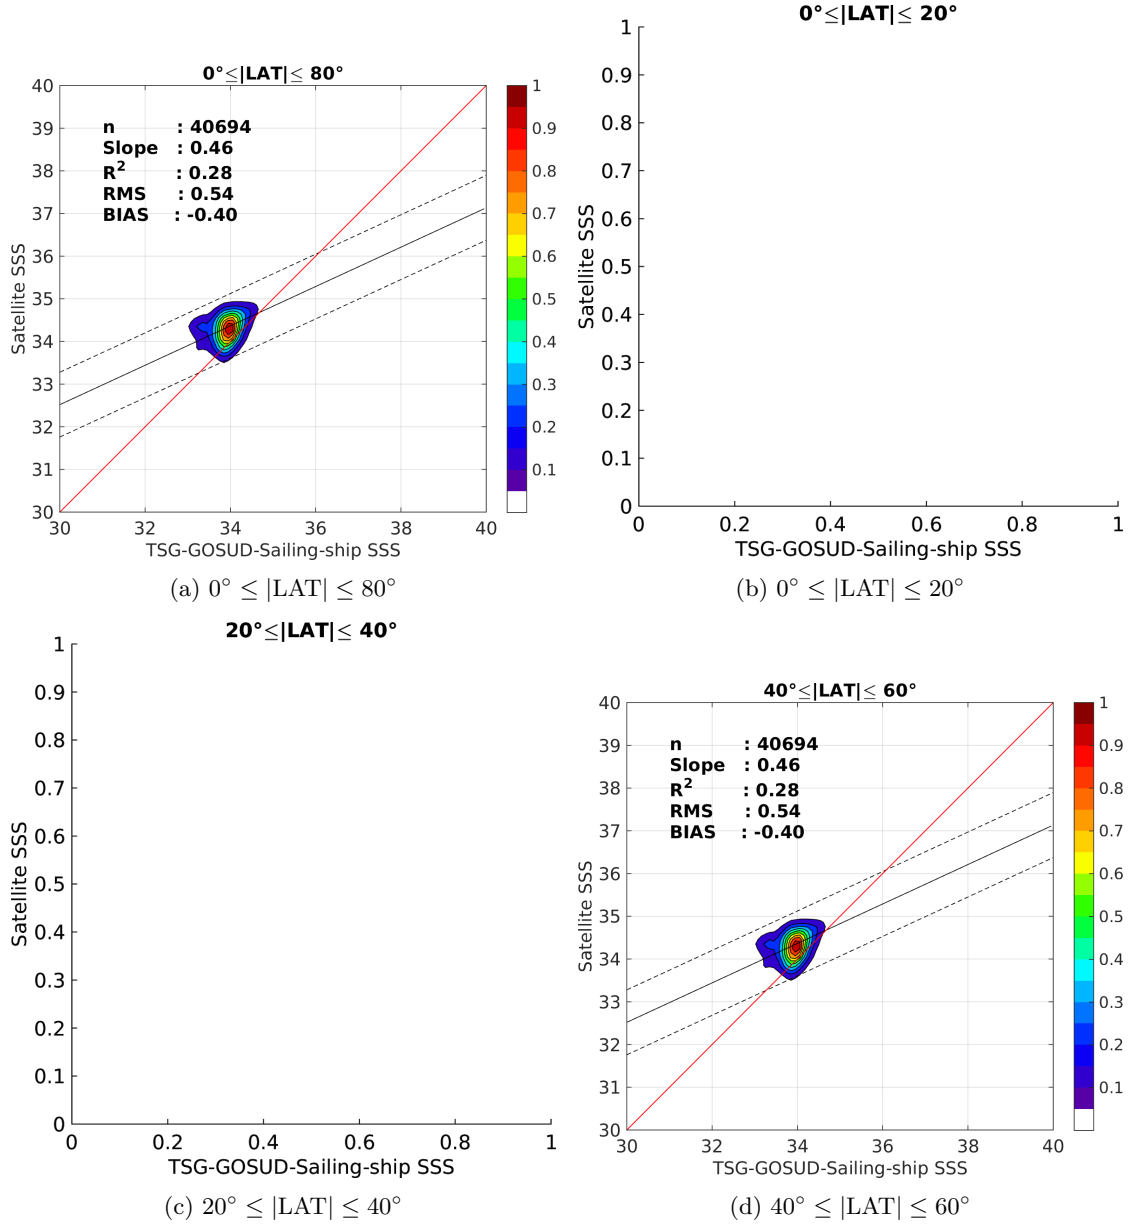 0°≤|LAT|≤ 80°
40
39
38
37
36
35
34
33
32
31
30
Satellite SSS
n : 40694
Slope : 0.46
R² : 0.28
RMS : 0.54
BIAS : -0.40
30 32 34 36 38 40
TSG-GOSUD-Sailing-ship SSS
1
0.9
0.8
0.7
0.6
0.5
0.4
0.3
0.2
0.1
(a) 0° ≤ |LAT| ≤ 80°
0°≤|LAT|≤ 20°
1
0.9
0.8
0.7
0.6
0.5
0.4
0.3
0.2
0.1
0
Satellite SSS
0 0.2 0.4 0.6 0.8 1
TSG-GOSUD-Sailing-ship SSS
(b) 0° ≤ |LAT| ≤ 20°
20°≤|LAT|≤ 40°
1
0.9
0.8
0.7
0.6
0.5
0.4
0.3
0.2
0.1
0
Satellite SSS
0 0.2 0.4 0.6 0.8 1
TSG-GOSUD-Sailing-ship SSS
(c) 20° ≤ |LAT| ≤ 40°
40°≤|LAT|≤ 60°
40
39
38
37
36
35
34
33
32
31
30
Satellite SSS
n : 40694
Slope : 0.46
R² : 0.28
RMS : 0.54
BIAS : -0.40
30 32 34 36 38 40
TSG-GOSUD-Sailing-ship SSS
1
0.9
0.8
0.7
0.6
0.5
0.4
0.3
0.2
0.1
(d) 40° ≤ |LAT| ≤ 60°